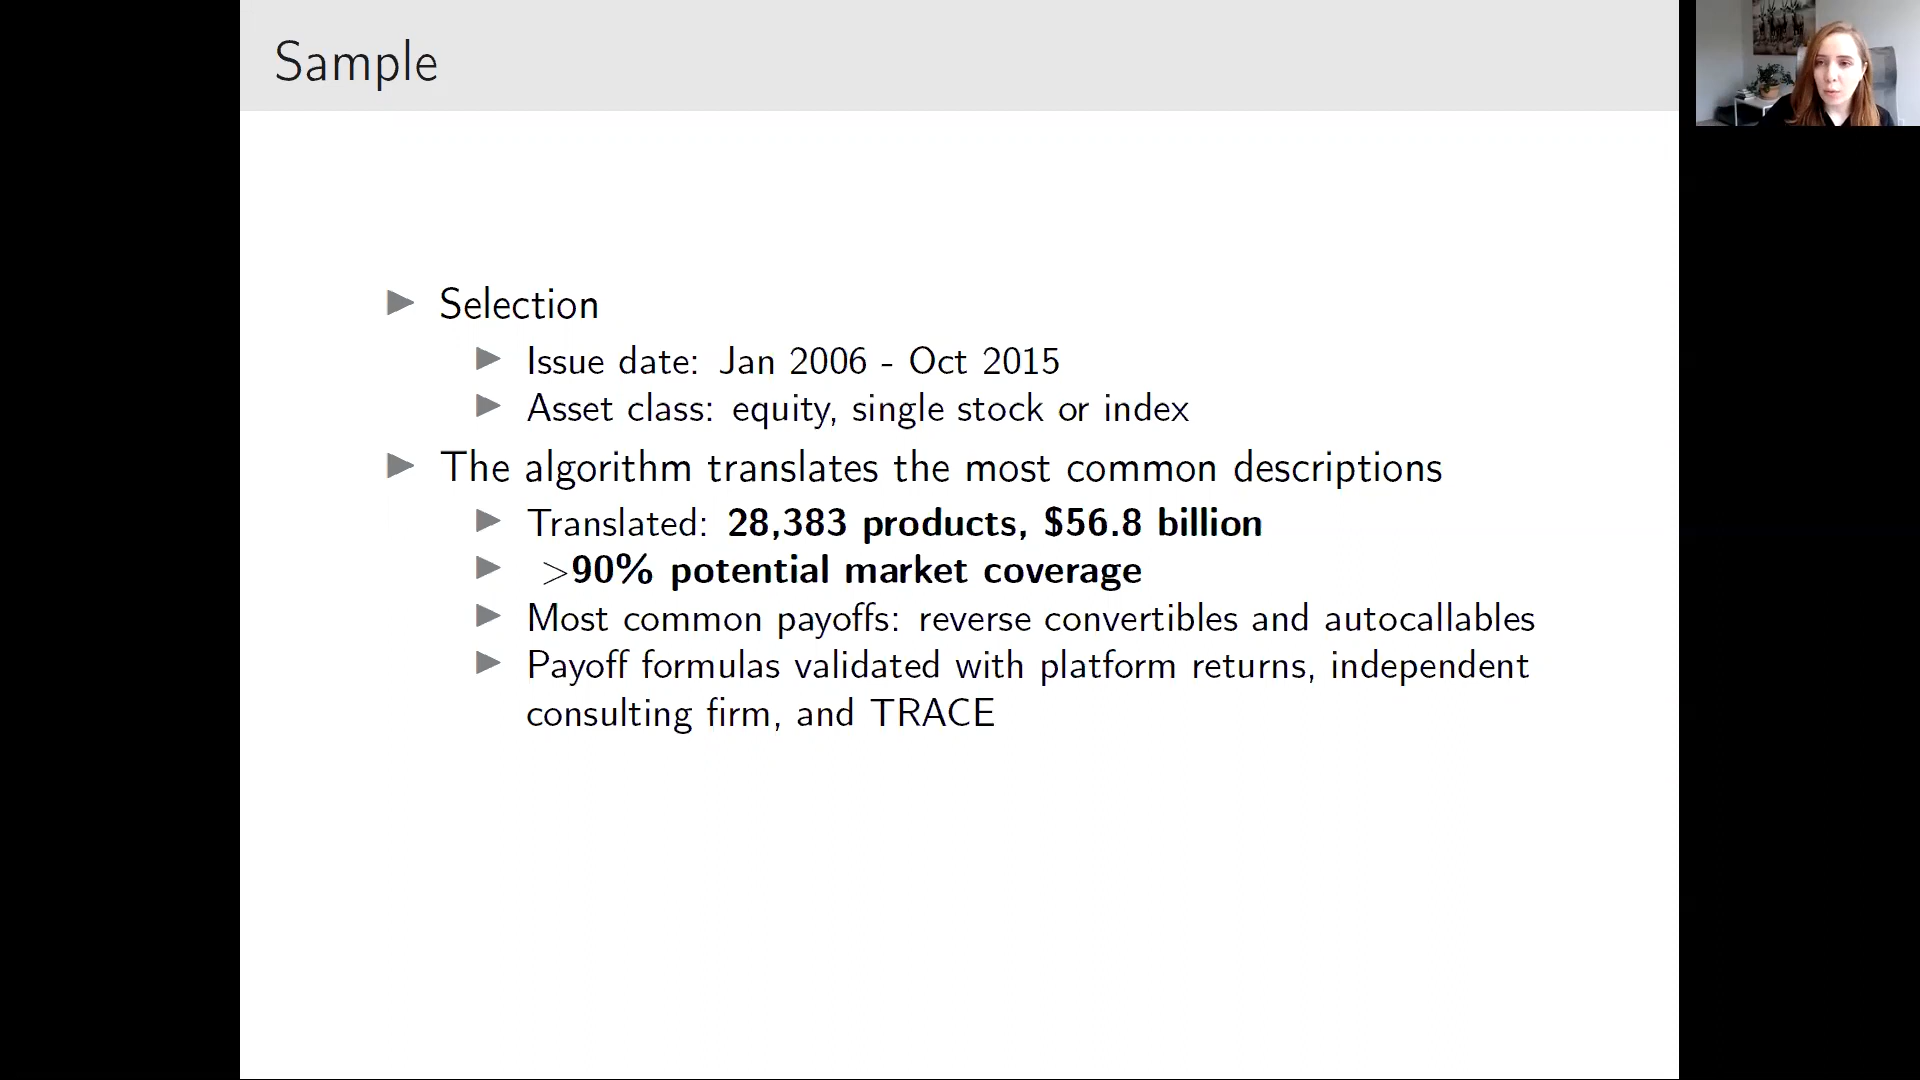 Sample
Selection
Issue date: Jan 2006 - Oct 2015
Asset class: equity, single stock or index
The algorithm translates the most common descriptions
Translated: 28,383 products, $56.8 billion
>90% potential market coverage
Most common payoffs: reverse convertibles and autocallables
Payoff formulas validated with platform returns, independent
consulting firm, and TRACE